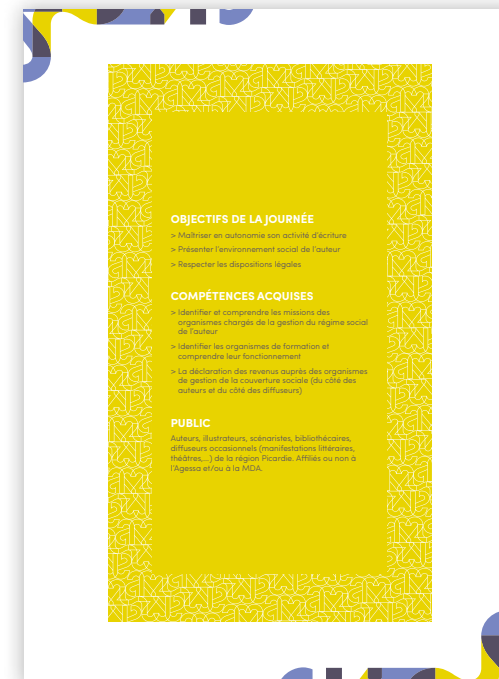 OBJECTIFS DE LA JOURNÉE
> Maîtriser en autonomie son activité d'écriture
> Présenter l'environnement social de l'auteur
> Respecter les dispositions légales
COMPÉTENCES ACQUISES
> Identifier et comprendre les missions des
organismes chargés de la gestion du régime social
de l'auteur
> Identifier les organismes de formation et
comprendre leur fonctionnement
> La déclaration des revenus auprès des organismes
de gestion de la couverture sociale (du côté des
auteurs et du côté des diffuseurs)
PUBLIC
Auteurs, illustrateurs, scénaristes, bibliothécaires,
diffuseurs occasionnels (manifestations littéraires,
théâtres,...) de la région Picardie. Affiliés ou non à
l'Agessa et/ou à la MDA.